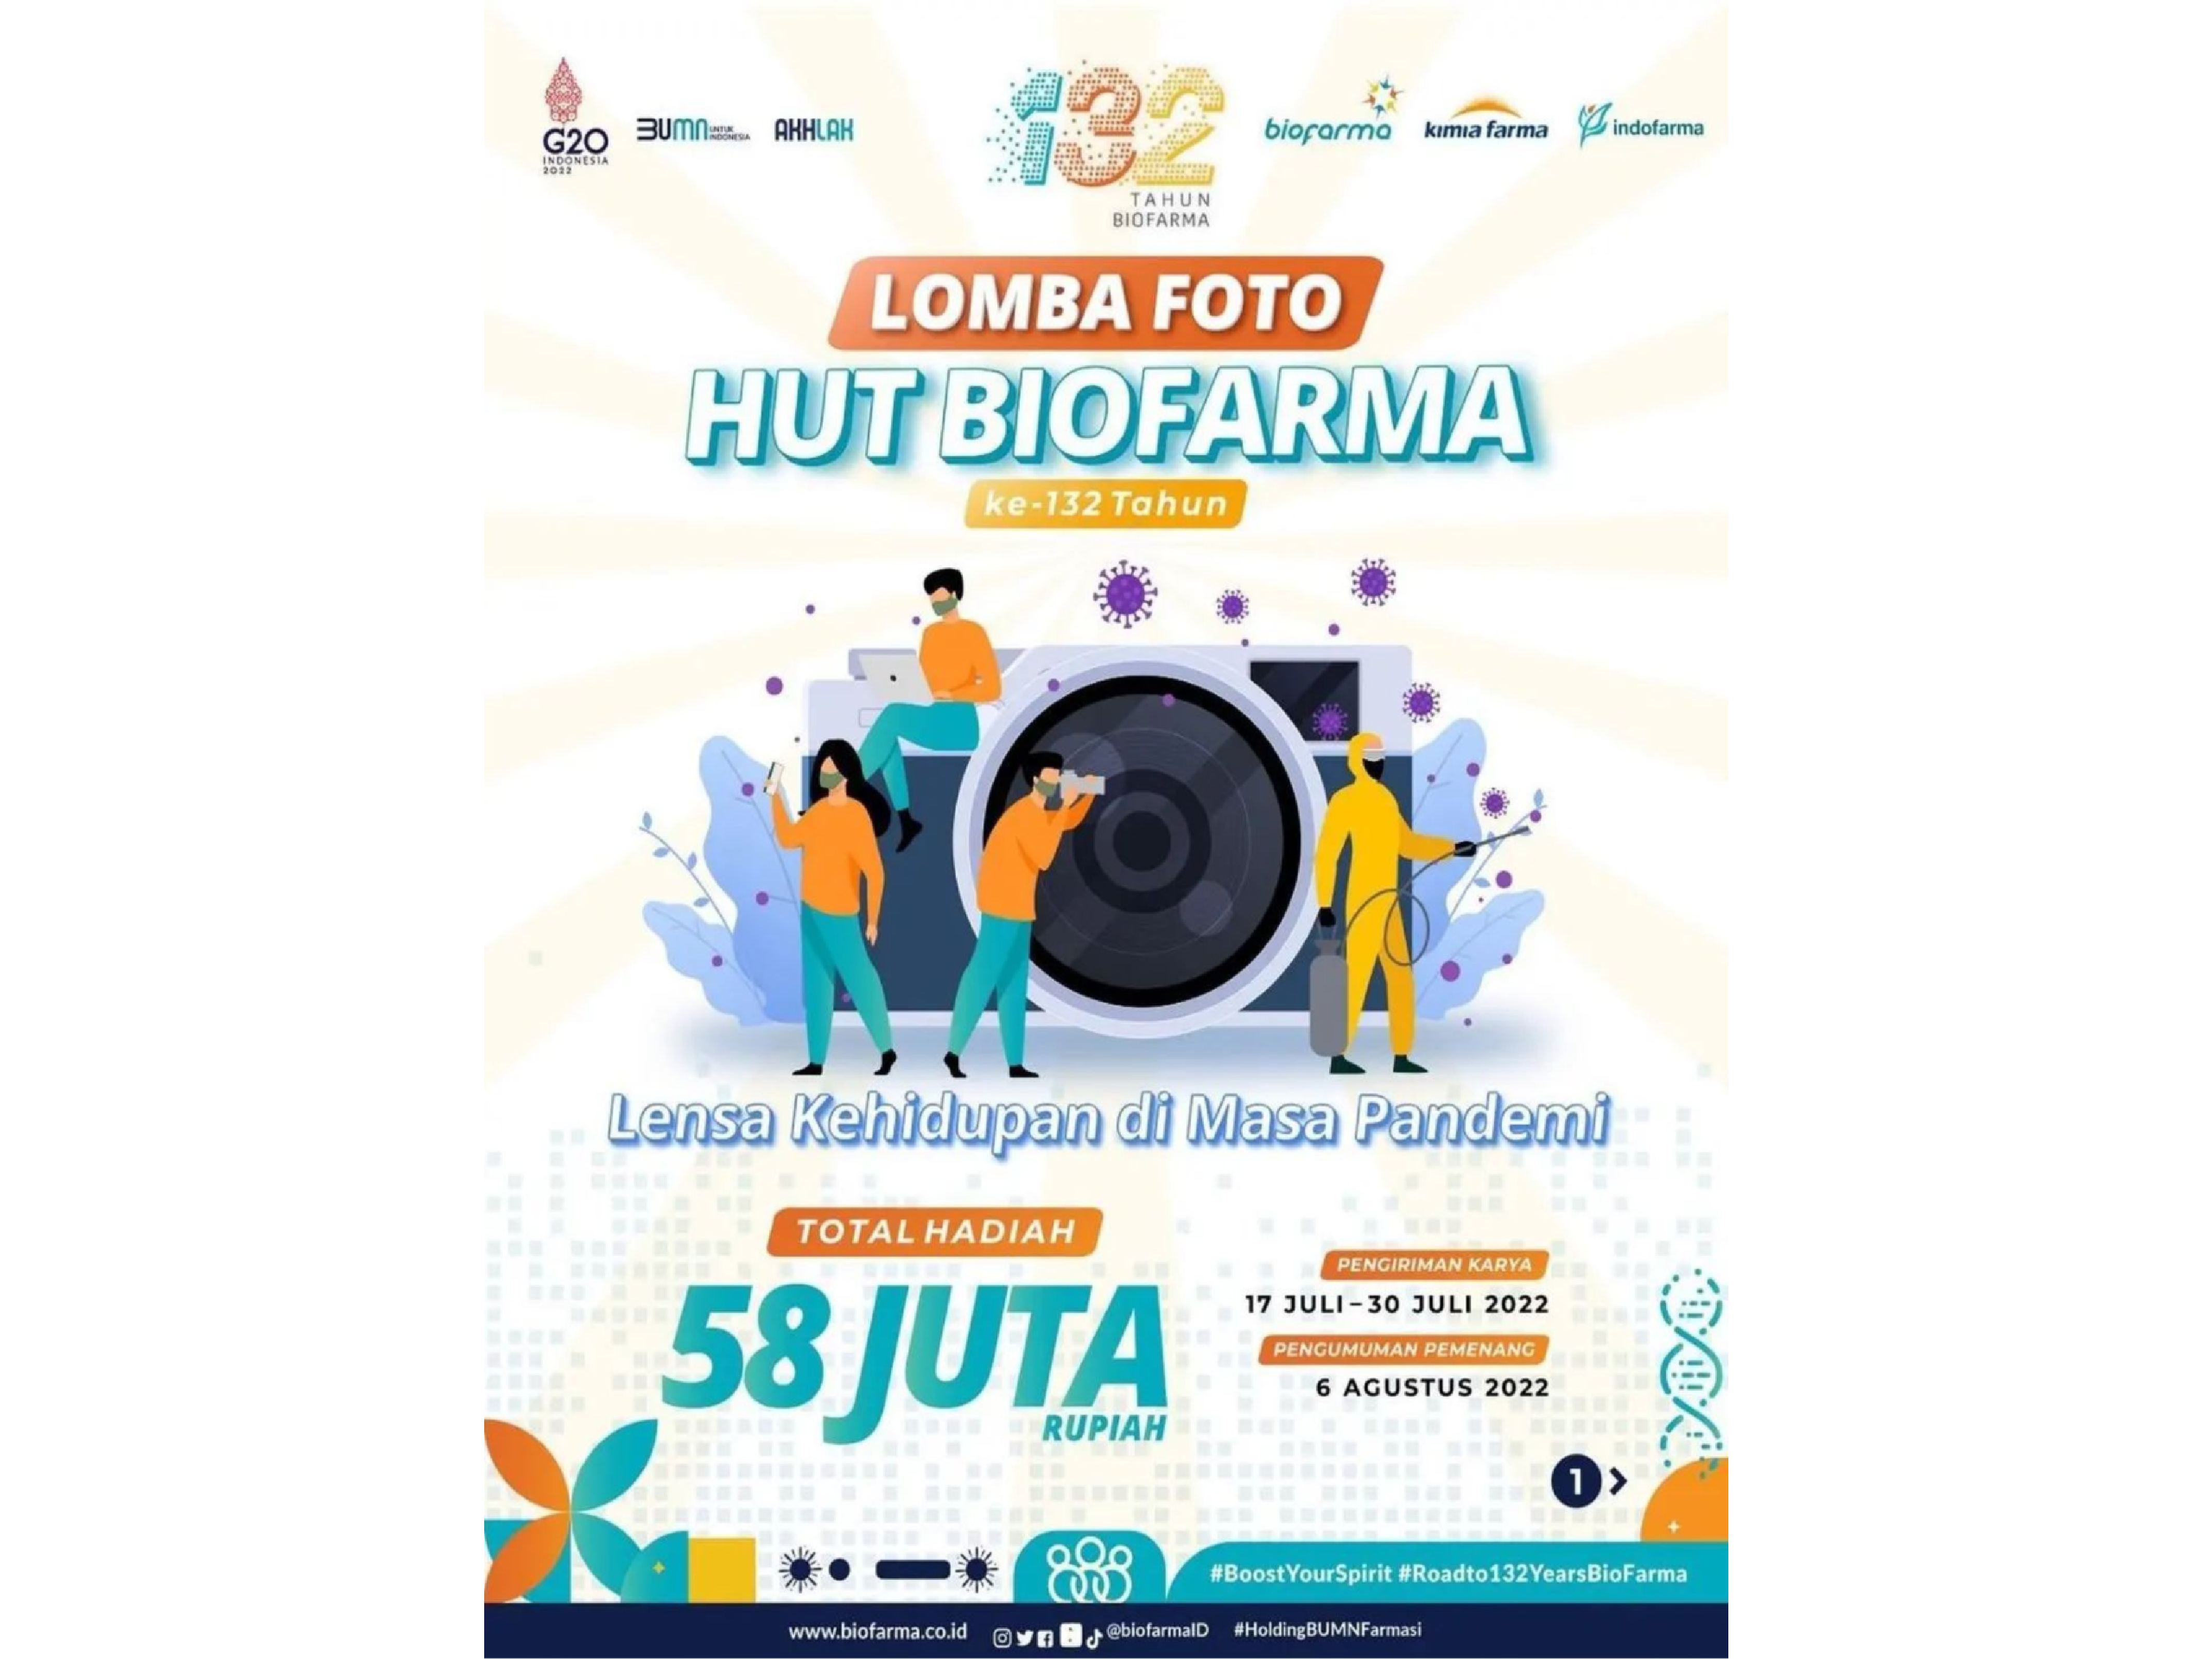 G20
INDONESIA
2022
BUMN UNTUK INDONESIA
AKHLAK
132
TAHUN
BIOFARMA
biofarma
kimia farma
indofarma
LOMBA FOTO
HUT BIOFARMA
ke-132 Tahun
Lensa Kehidupan di Masa Pandemi
TOTAL HADIAH
58 JUTA
RUPIAH
PENGIRIMAN KARYA
17 JULI – 30 JULI 2022
PENGUMUMAN PEMENANG
6 AGUSTUS 2022
1
#BoostYourSpirit #Roadto132YearsBioFarma
www.biofarma.co.id @biofarmaID #HoldingBUMNFarmasi